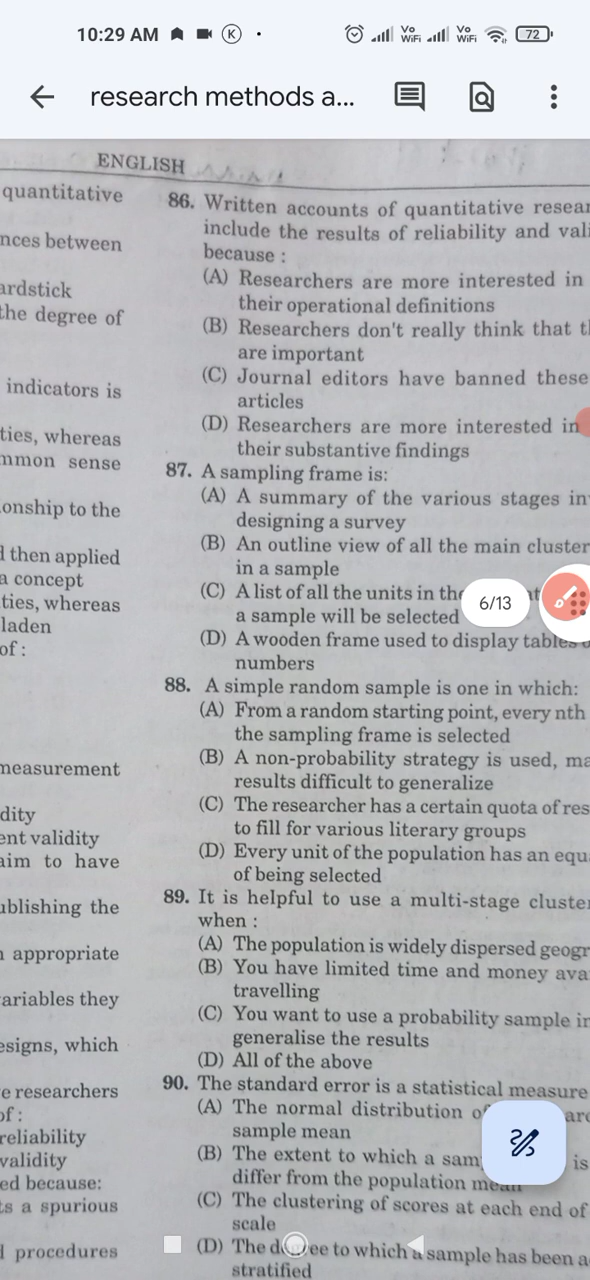 10:29 AM
K
Vo WiFi
Vo WiFi
72
research methods a...
ENGLISH
quantitative
nces between
ardstick
the degree of
indicators is
ties, whereas
mmon sense
onship to the
l then applied
a concept
ties, whereas
laden
of :
measurement
dity
ent validity
aim to have
ublishing the
appropriate
ariables they
esigns, which
e researchers
of :
reliability
validity
ed because:
ts a spurious
procedures
86. Written accounts of quantitative resear
include the results of reliability and vali
because :
(A) Researchers are more interested in
their operational definitions
(B) Researchers don't really think that th
are important
(C) Journal editors have banned these
articles
(D) Researchers are more interested in
their substantive findings
87. A sampling frame is:
(A) A summary of the various stages in
designing a survey
(B) An outline view of all the main cluster
in a sample
(C) A list of all the units in the
a sample will be selected
6/13
(D) A wooden frame used to display tables
numbers
88. A simple random sample is one in which:
(A) From a random starting point, every nth
the sampling frame is selected
(B) A non-probability strategy is used, ma
results difficult to generalize
(C) The researcher has a certain quota of res
to fill for various literary groups
(D) Every unit of the population has an equa
of being selected
89. It is helpful to use a multi-stage cluster
when :
(A) The population is widely dispersed geogr
(B) You have limited time and money ava
travelling
(C) You want to use a probability sample in
generalise the results
(D) All of the above
90. The standard error is a statistical measure
(A) The normal distribution
sample mean
(B) The extent to which a sam is
differ from the population mean
(C) The clustering of scores at each end of
scale
(D) The degree to which a sample has been a
stratified